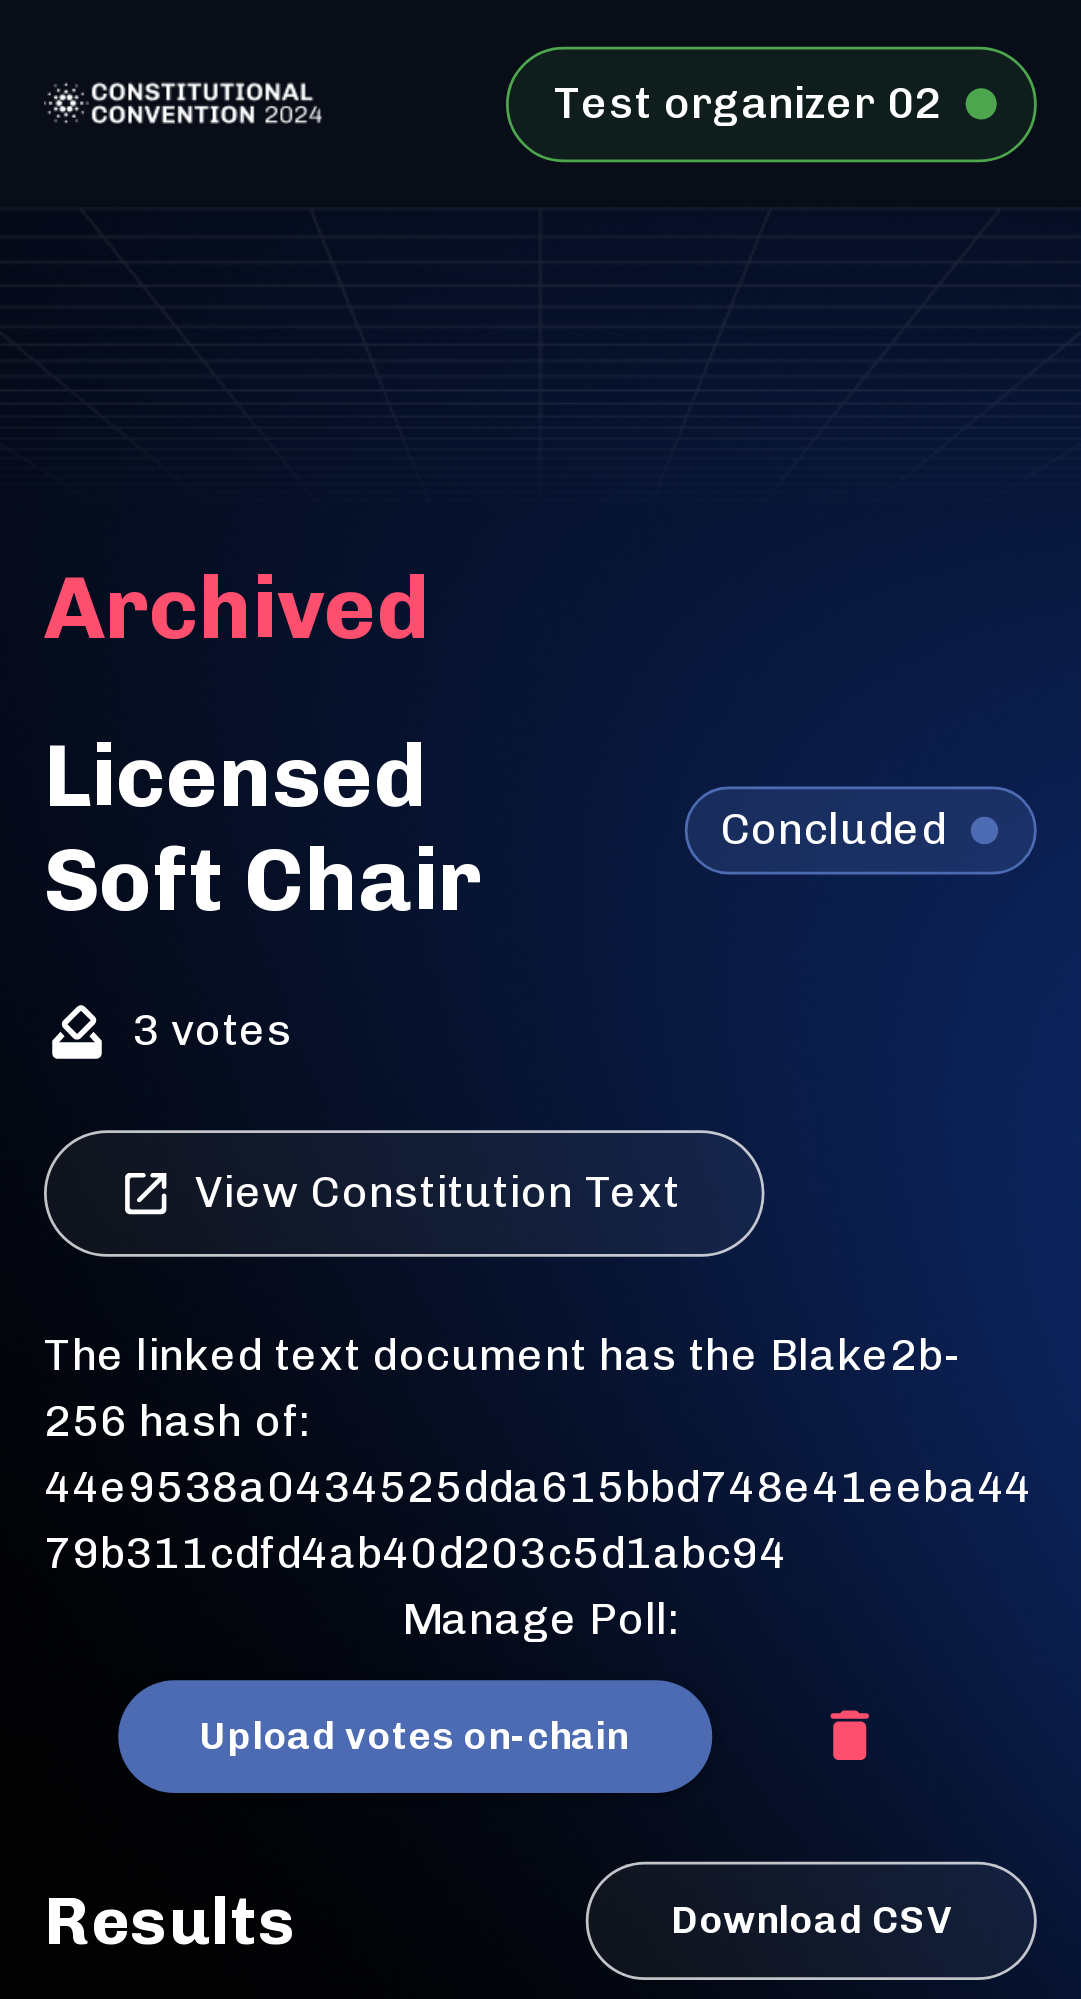 CONSTITUTIONAL
CONVENTION 2024
Test organizer 02
Archived
Licensed
Soft Chair
Concluded
3 votes
View Constitution Text
The linked text document has the Blake2b-
256 hash of:
44e9538a0434525dda615bbd748e41eeba44
79b311cdfd4ab40d203c5d1abc94
Manage Poll:
Upload votes on-chain
Results
Download CSV